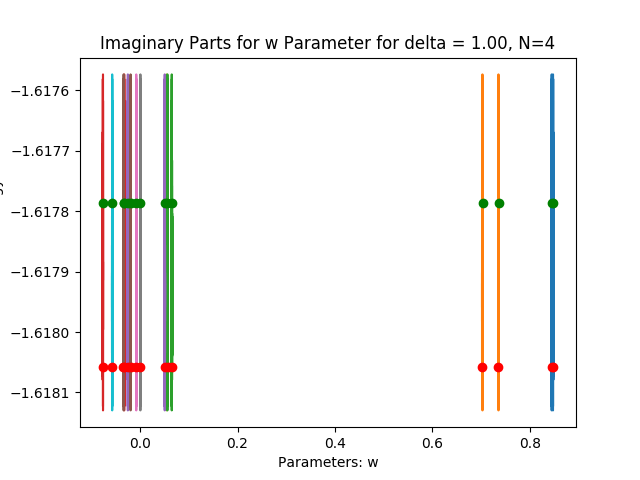 Imaginary Parts for w Parameter for delta = 1.00, N=4
−1.6176
−1.6177
−1.6178
−1.6179
−1.6180
−1.6181
0.0 0.2 0.4 0.6 0.8
Parameters: w